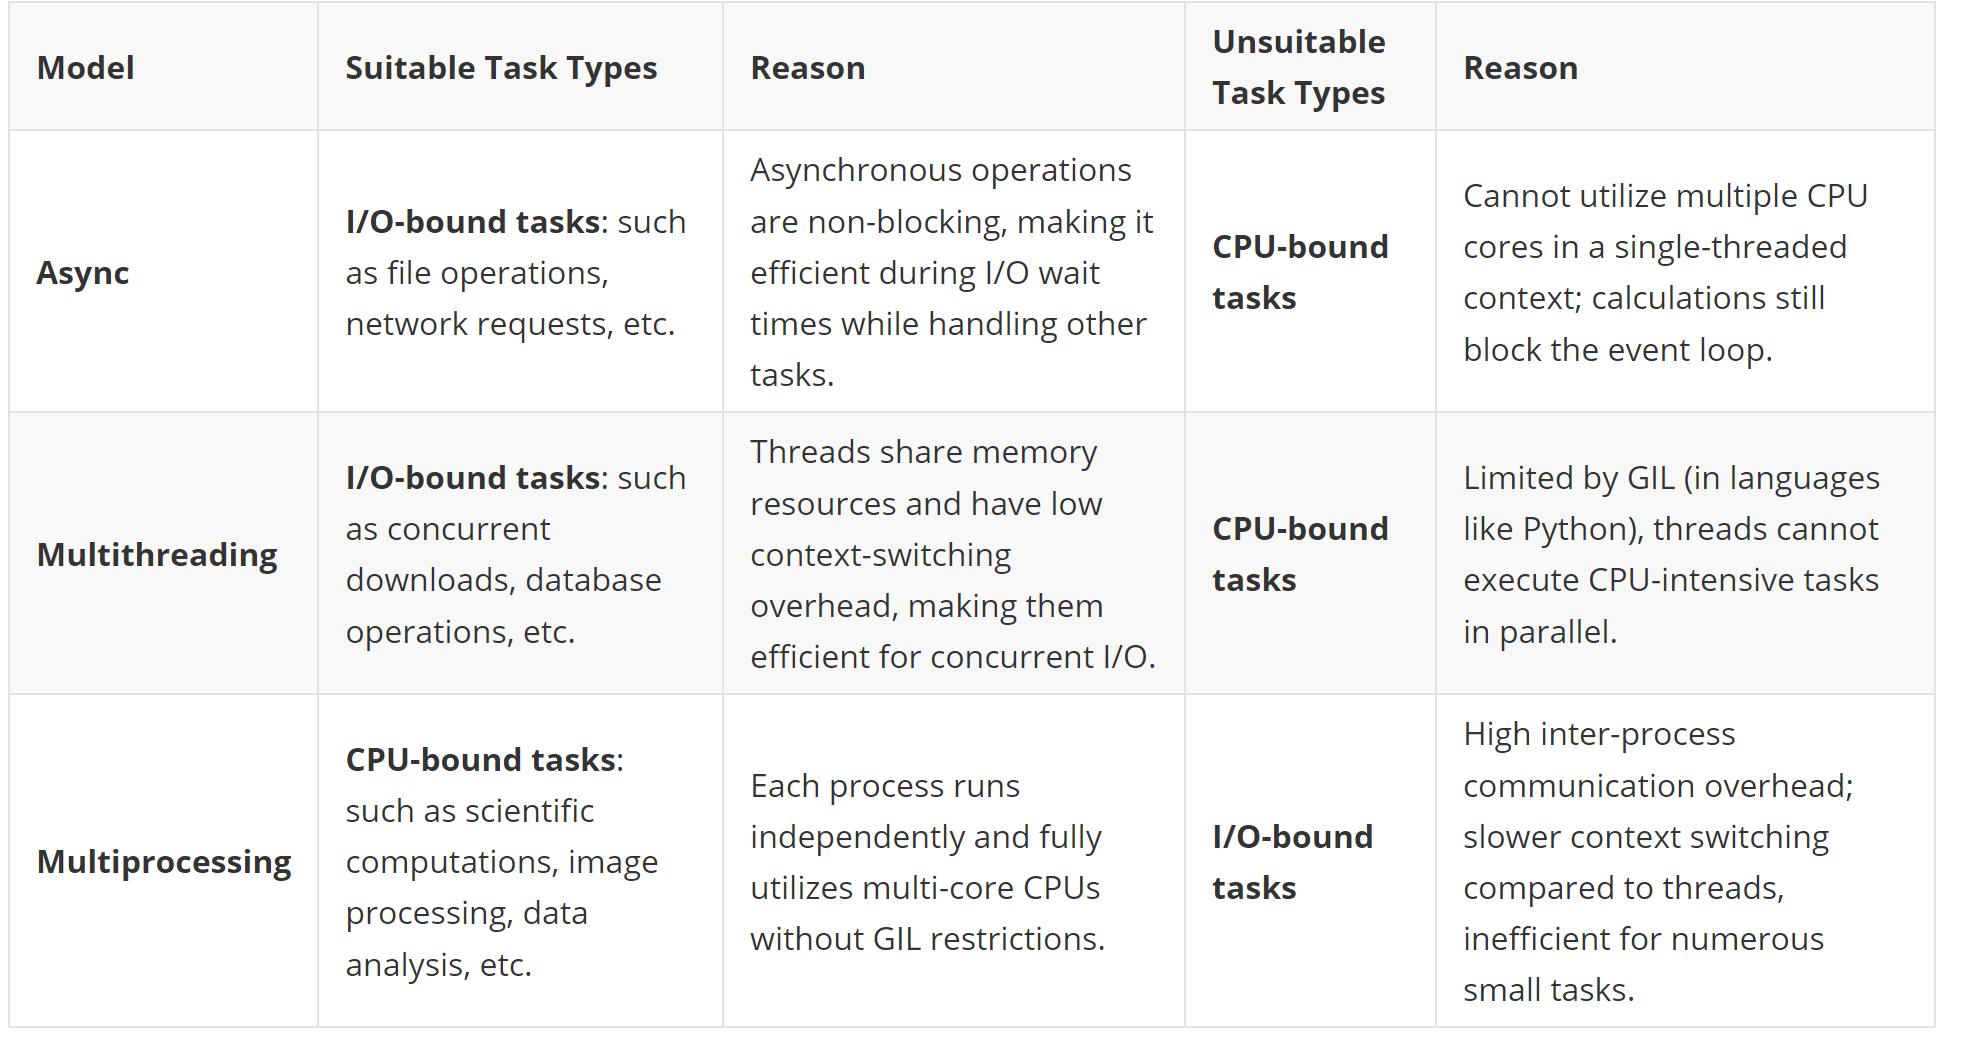 Model
Suitable Task Types
Reason
Unsuitable
Task Types
Reason
Async
I/O-bound tasks: such
as file operations,
network requests, etc.
Asynchronous operations
are non-blocking, making it
efficient during I/O wait
times while handling other
tasks.
CPU-bound
tasks
Cannot utilize multiple CPU
cores in a single-threaded
context; calculations still
block the event loop.
Multithreading
I/O-bound tasks: such
as concurrent
downloads, database
operations, etc.
Threads share memory
resources and have low
context-switching
overhead, making them
efficient for concurrent I/O.
CPU-bound
tasks
Limited by GIL (in languages
like Python), threads cannot
execute CPU-intensive tasks
in parallel.
Multiprocessing
CPU-bound tasks:
such as scientific
computations, image
processing, data
analysis, etc.
Each process runs
independently and fully
utilizes multi-core CPUs
without GIL restrictions.
I/O-bound
tasks
High inter-process
communication overhead;
slower context switching
compared to threads,
inefficient for numerous
small tasks.